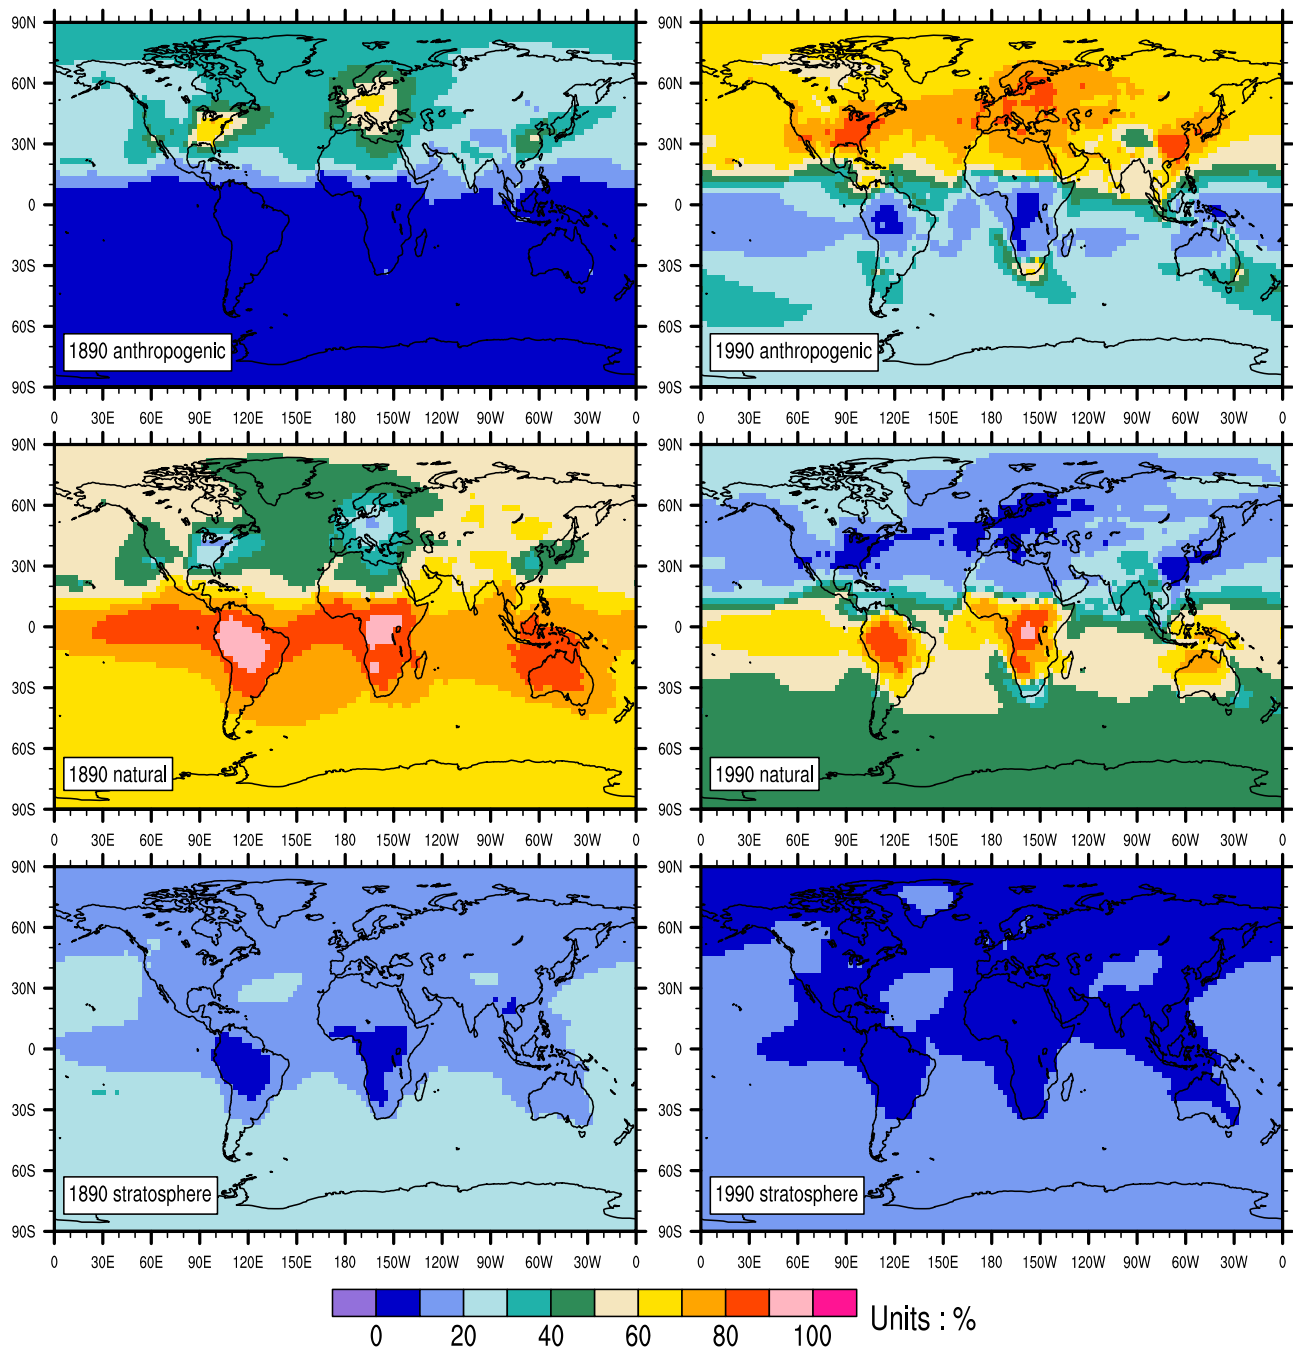 90N 90N
60N 60N
30N 30N
0 0
30S 30S
60S 60S
1890 anthropogenic 1990 anthropogenic
90S 90S
0 30E 60E 90E 120E 150E 180 150W 120W 90W 60W 30W 0 0 30E 60E 90E 120E 150E 180 150W 120W 90W 60W 30W 0
90N 90N
60N 60N
30N 30N
0 0
30S 30S
60S 60S
1890 natural 1990 natural
90S 90S
0 30E 60E 90E 120E 150E 180 150W 120W 90W 60W 30W 0 0 30E 60E 90E 120E 150E 180 150W 120W 90W 60W 30W 0
90N 90N
60N 60N
30N 30N
0 0
30S 30S
60S 60S
1890 stratosphere 1990 stratosphere
90S 90S
0 30E 60E 90E 120E 150E 180 150W 120W 90W 60W 30W 0 0 30E 60E 90E 120E 150E 180 150W 120W 90W 60W 30W 0
Units : %
0 20 40 60 80 100